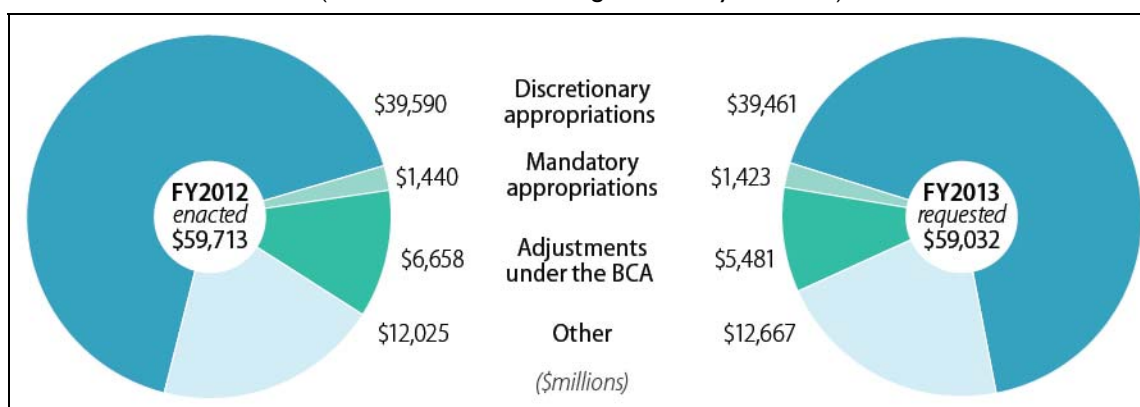 $39,590
Discretionary
appropriations
$39,461
FY2012
enacted
$59,713
$1,440
Mandatory
appropriations
$1,423
FY2013
requested
$59,032
$6,658
Adjustments
under the BCA
$5,481
$12,025
Other
$12,667
($millions)